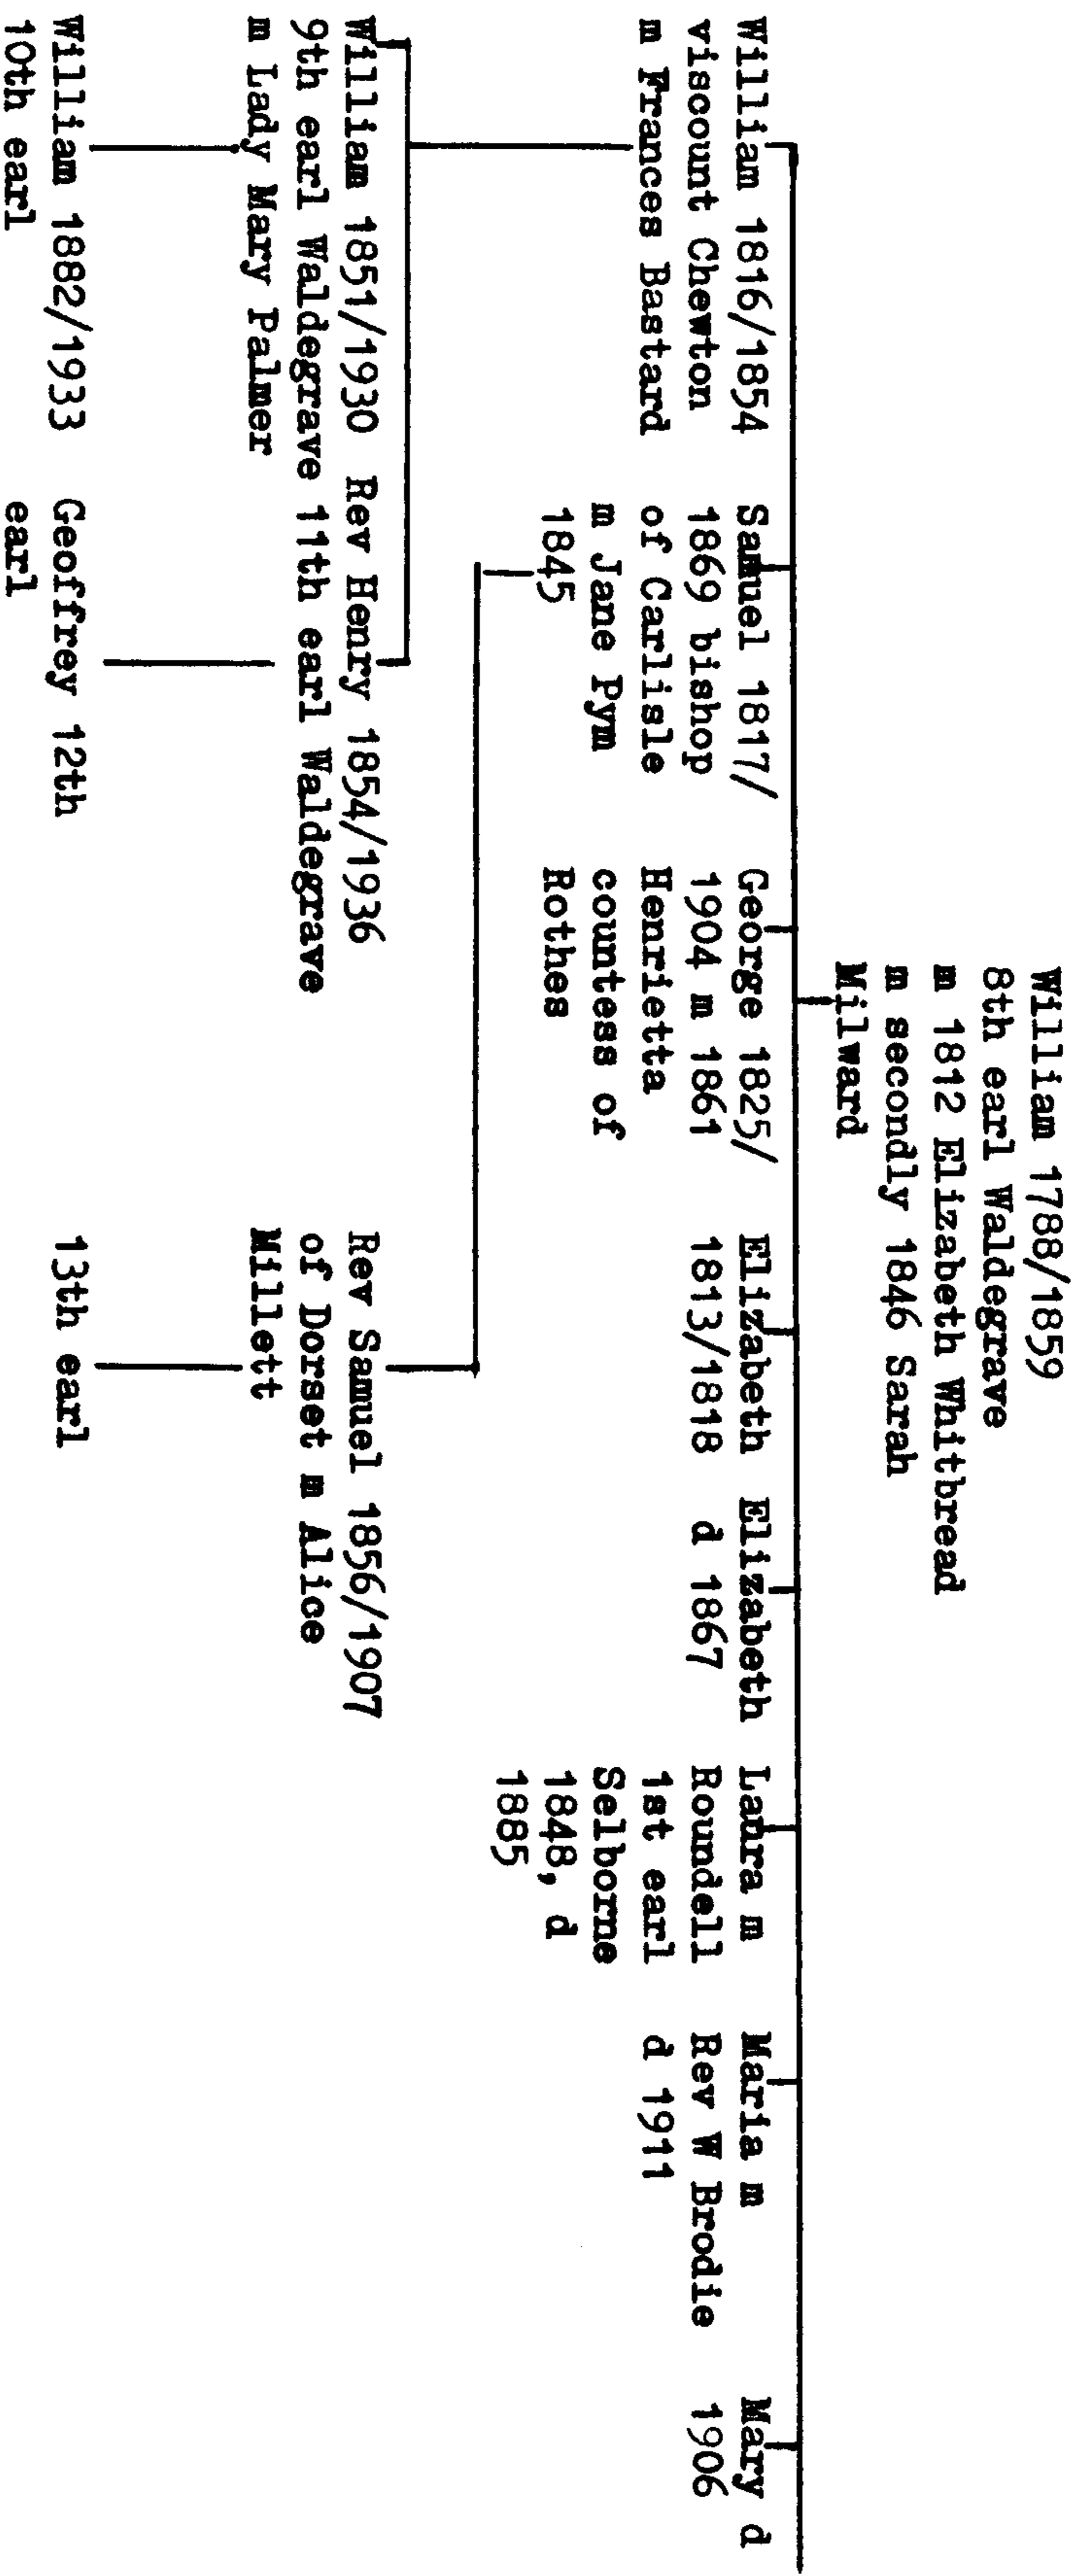 William 1788/1859
8th earl Waldegrave
m 1812 Elizabeth Whitbread
m secondly 1846 Sarah
Milward
William 1816/1854
viscount Chewton
m Frances Bastard
Samuel 1817/
1869 bishop
of Carlisle
m Jane Pym
1845
George 1825/
1904 m 1861
Henrietta
countess of
Rothes
Elizabeth
1813/1818
Elizabeth
d 1867
Laura m
Roundell
1st earl
Selborne
1848, d
1885
Maria m
Rev W Brodie
d 1911
Mary d
1906
William 1851/1930
9th earl Waldegrave
m Lady Mary Palmer
Rev Henry 1854/1936
11th earl Waldegrave
Rev Samuel 1856/1907
of Dorset m Alice
Millett
William 1882/1933
10th earl
Geoffrey 12th
earl
13th earl